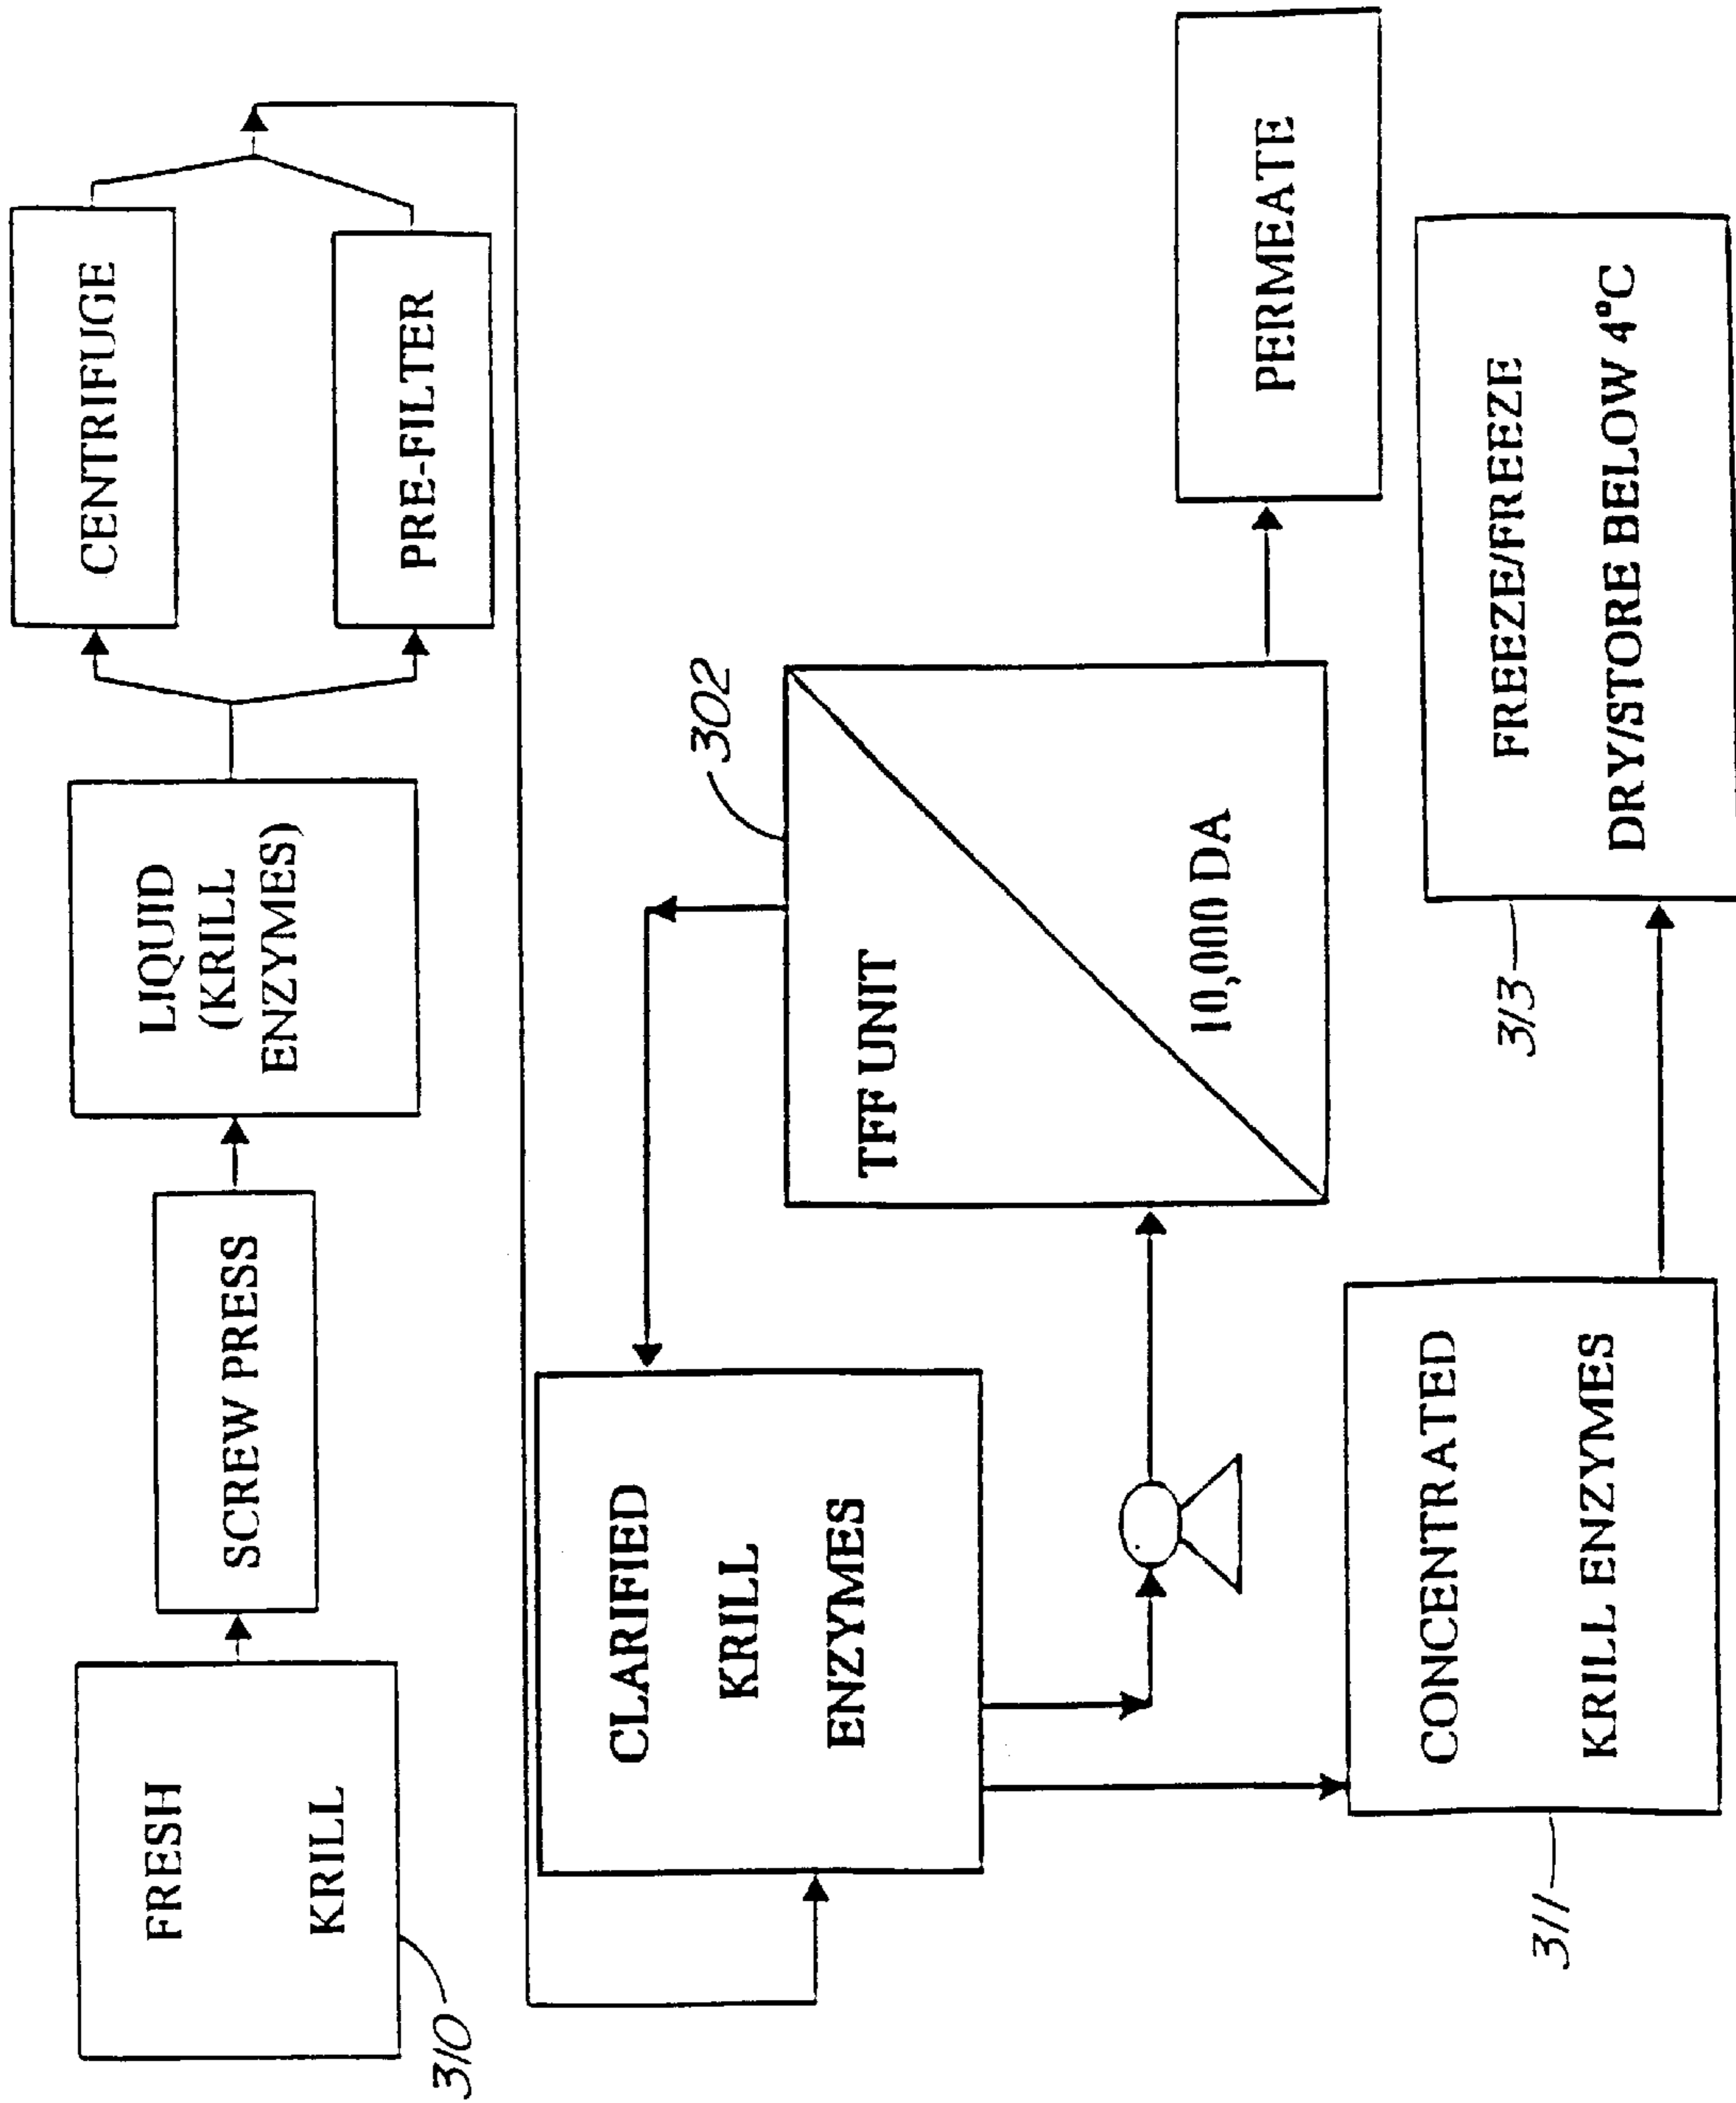 FRESH
KRILL
310
SCREW PRESS
LIQUID
(KRILL
ENZYMES)
CENTRIFUGE
PRE-FILTER
CLARIFIED
KRILL
ENZYMES
TFF UNIT
10,000 DA
302
PERMEATE
CONCENTRATED
KRILL ENZYMES
311
FREEZE/FREEZE
DRY/STORE BELOW 4°C
313